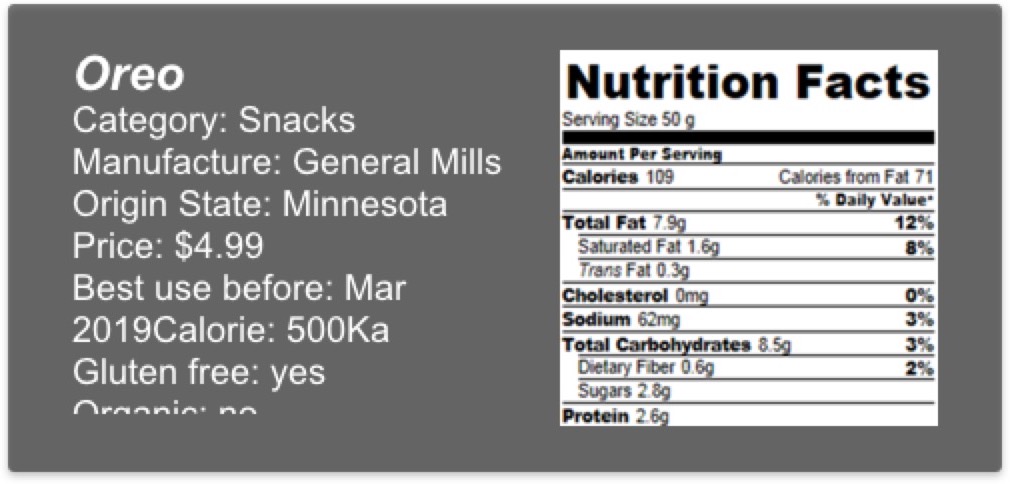 Oreo
Category: Snacks
Manufacture: General Mills
Origin State: Minnesota
Price: $4.99
Best use before: Mar
2019Calorie: 500Ka
Gluten free: yes
Organic: no
Nutrition Facts
Serving Size 50 g
Amount Per Serving
Calories 109 Calories from Fat 71
% Daily Value*
Total Fat 7.9g 12%
Saturated Fat 1.6g 8%
Trans Fat 0.3g
Cholesterol 0mg 0%
Sodium 62mg 3%
Total Carbohydrates 8.5g 3%
Dietary Fiber 0.6g 2%
Sugars 2.8g
Protein 2.6g